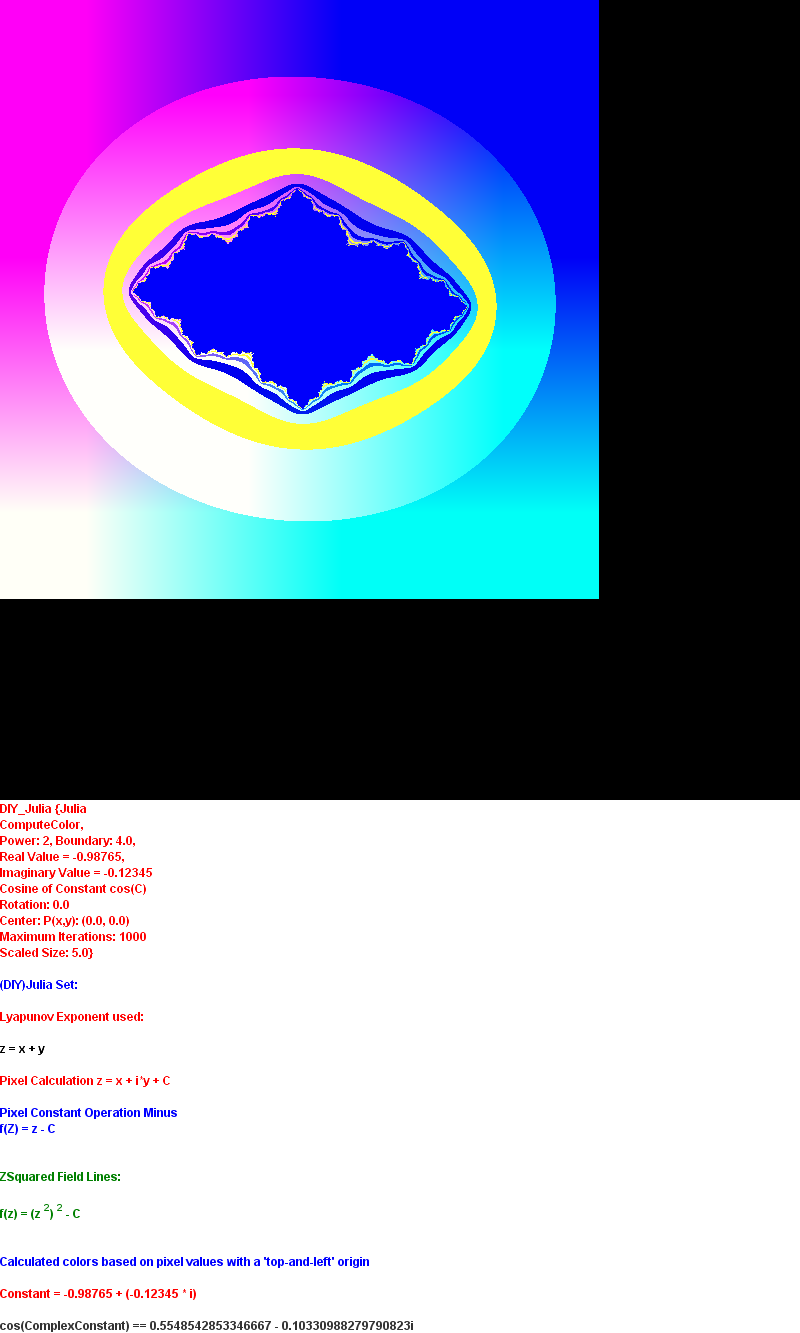 DIY_Julia {Julia
ComputeColor,
Power: 2, Boundary: 4.0,
Real Value = -0.98765,
Imaginary Value = -0.12345
Cosine of Constant cos(C)
Rotation: 0.0
Center: P(x,y): (0.0, 0.0)
Maximum Iterations: 1000
Scaled Size: 5.0}
(DIY)Julia Set:
Lyapunov Exponent used:
z = x + y
Pixel Calculation z = x + i*y + C
Pixel Constant Operation Minus
f(Z) = z - C
ZSquared Field Lines:
f(z) = (z ²) ² - C
Calculated colors based on pixel values with a 'top-and-left' origin
Constant = -0.98765 + (-0.12345 * i)
cos(ComplexConstant) == 0.5548542853346667 - 0.10330988279790823i